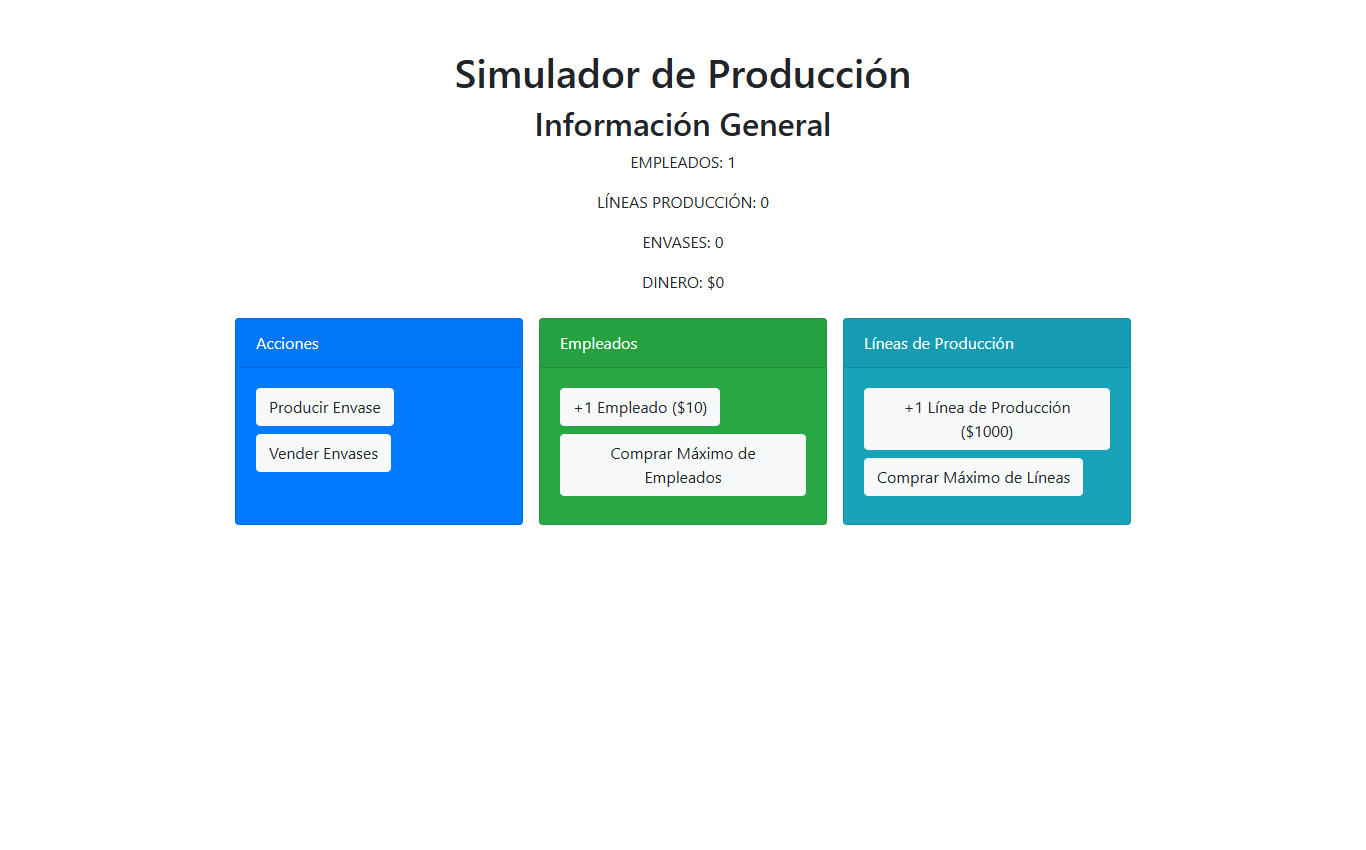 Simulador de Producción
Información General
EMPLEADOS: 1
LÍNEAS PRODUCCIÓN: 0
ENVASES: 0
DINERO: $0
Acciones
Producir Envase
Vender Envases
Empleados
+1 Empleado ($10)
Comprar Máximo de
Empleados
Líneas de Producción
+1 Línea de Producción
($1000)
Comprar Máximo de Líneas